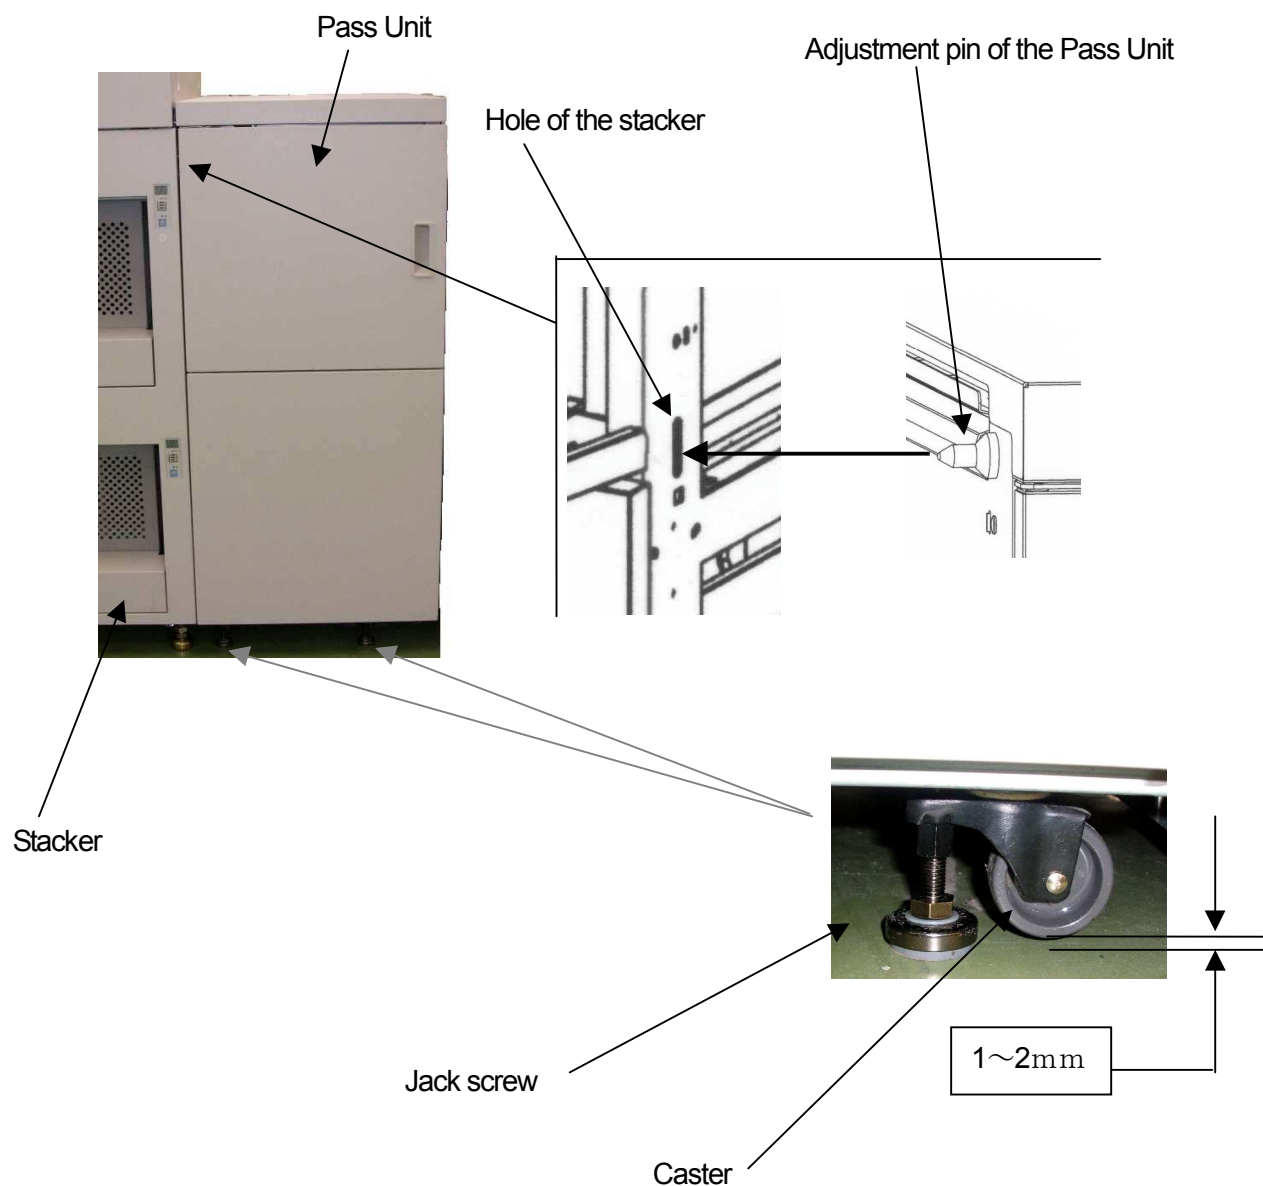 Pass Unit
Adjustment pin of the Pass Unit
Hole of the stacker
Stacker
Jack screw
1～2mm
Caster